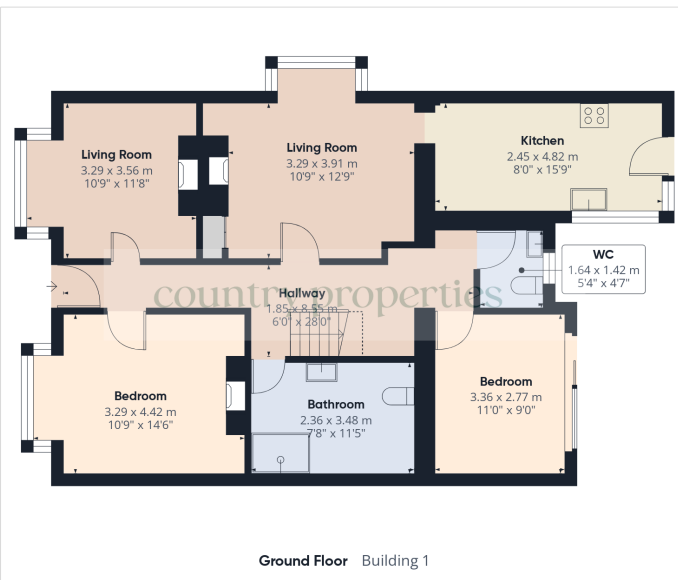 Living Room
3.29 x 3.56 m
10'9" x 11'8"
Living Room
3.29 x 3.91 m
10'9" x 12'9"
Kitchen
2.45 x 4.82 m
8'0" x 15'9"
WC
1.64 x 1.42 m
5'4" x 4'7"
country properties
Hallway
1.85 x 8.55 m
6'0" x 28'0"
Bedroom
3.29 x 4.42 m
10'9" x 14'6"
Bathroom
2.36 x 3.48 m
7'8" x 11'5"
Bedroom
3.36 x 2.77 m
11'0" x 9'0"
Ground Floor Building 1